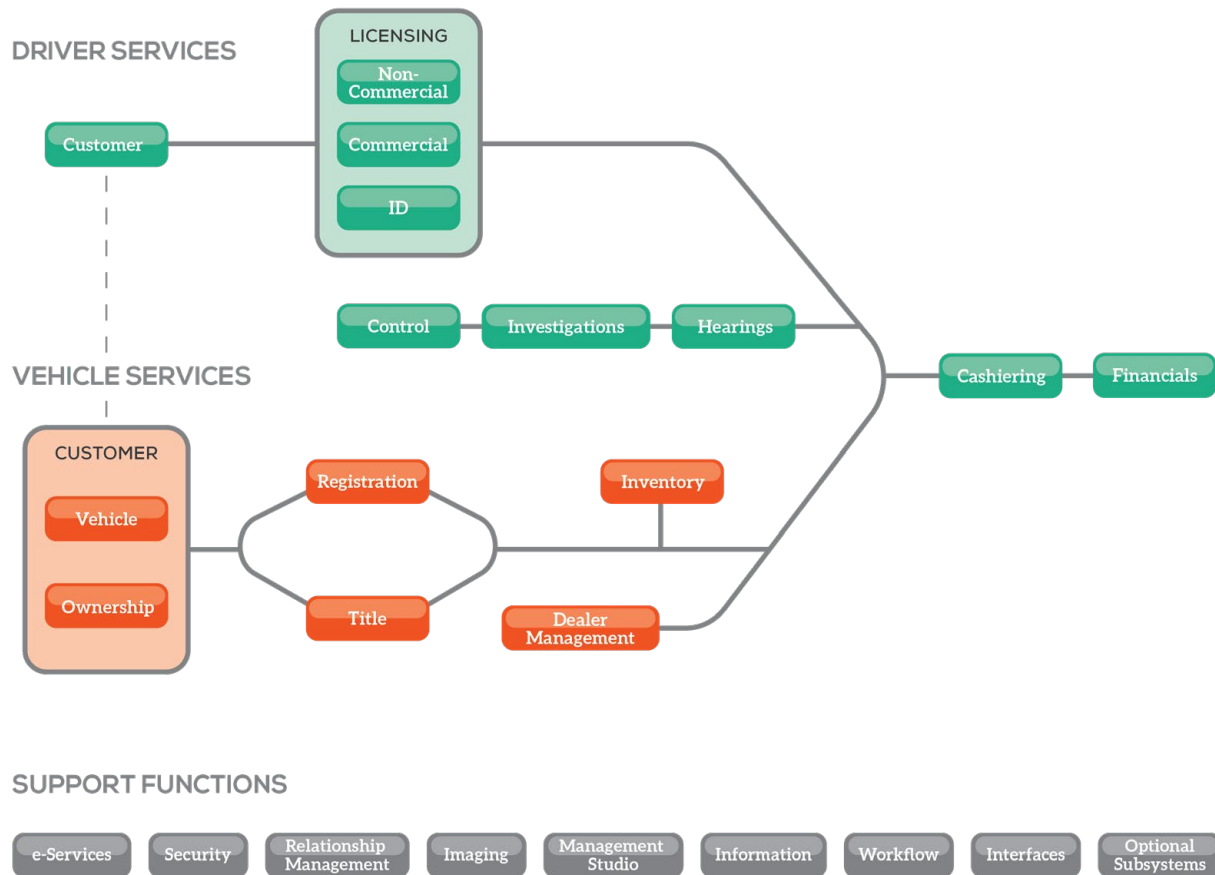 DRIVER SERVICES
LICENSING
Non-
Commercial
Customer
Commercial
ID
Control
Investigations
Hearings
VEHICLE SERVICES
Cashiering
Financials
CUSTOMER
Vehicle
Ownership
Registration
Inventory
Title
Dealer
Management
SUPPORT FUNCTIONS
e-Services
Security
Relationship
Management
Imaging
Management
Studio
Information
Workflow
Interfaces
Optional
Subsystems